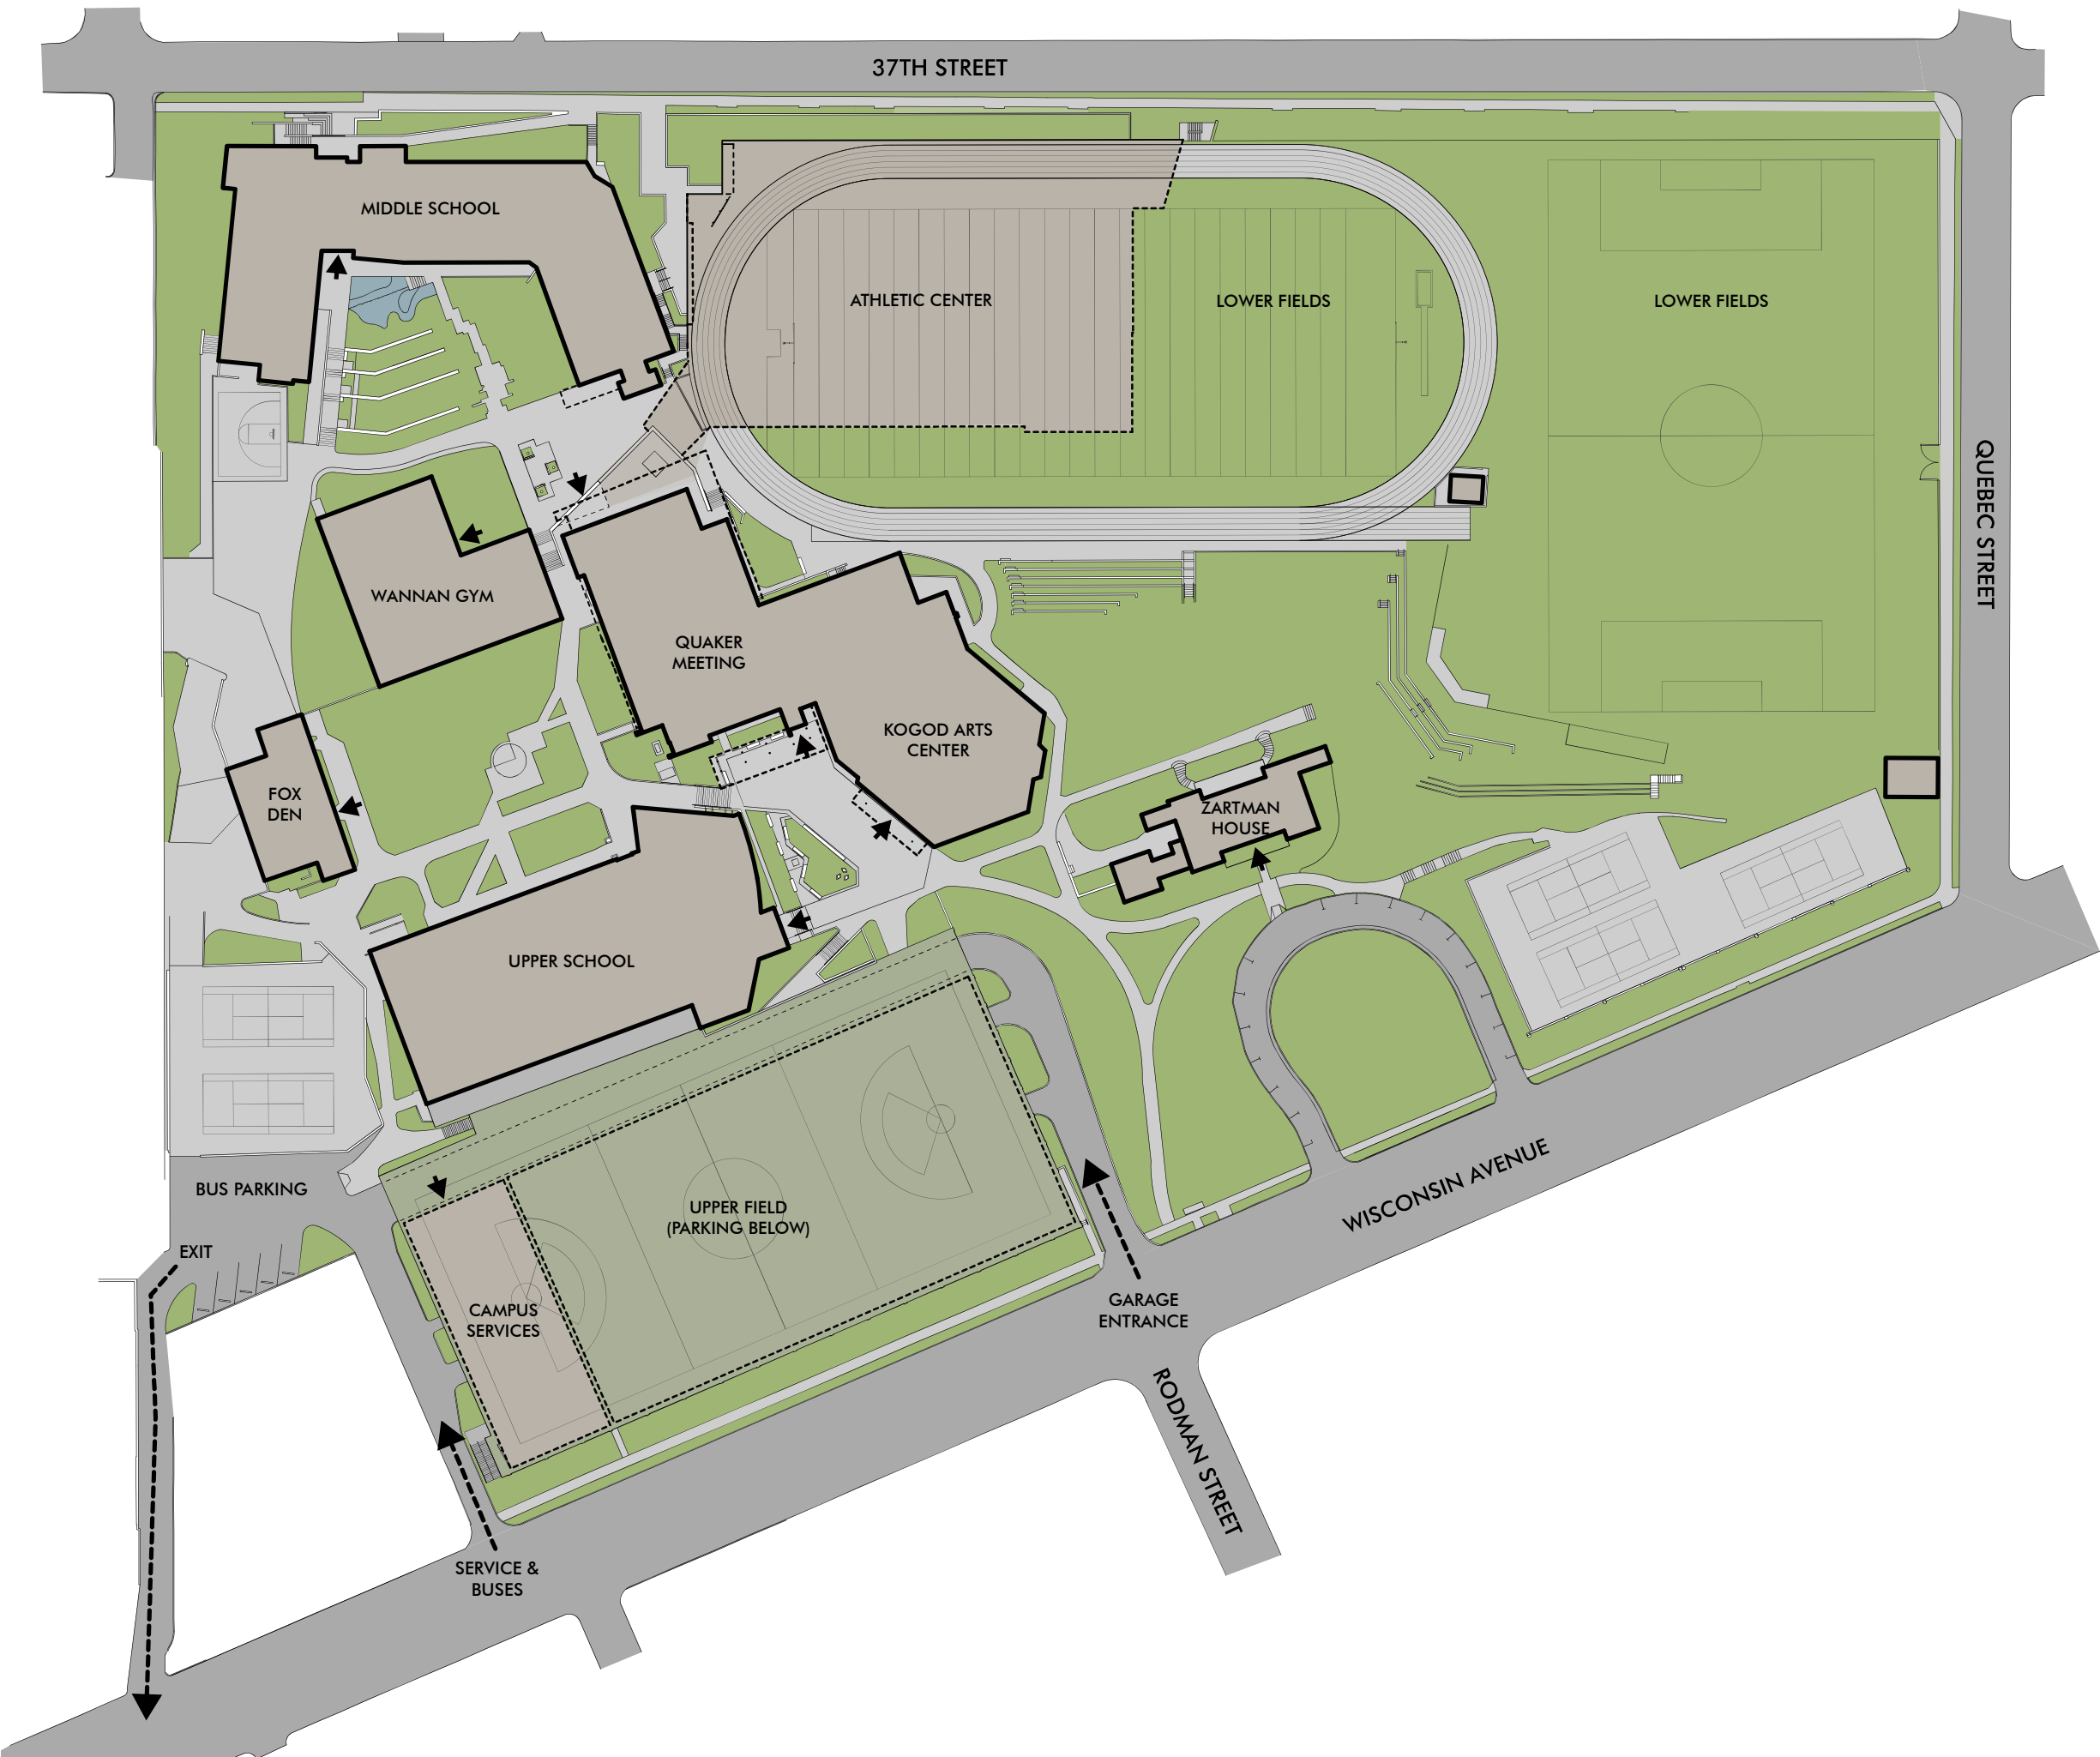 37TH STREET
MIDDLE SCHOOL
ATHLETIC CENTER
LOWER FIELDS
LOWER FIELDS
QUEBEC STREET
WANNAN GYM
QUAKER
MEETING
KOGOD ARTS
CENTER
FOX
DEN
ZARTMAN
HOUSE
UPPER SCHOOL
BUS PARKING
UPPER FIELD
(PARKING BELOW)
WISCONSIN AVENUE
EXIT
CAMPUS
SERVICES
GARAGE
ENTRANCE
RODMAN STREET
SERVICE &
BUSES